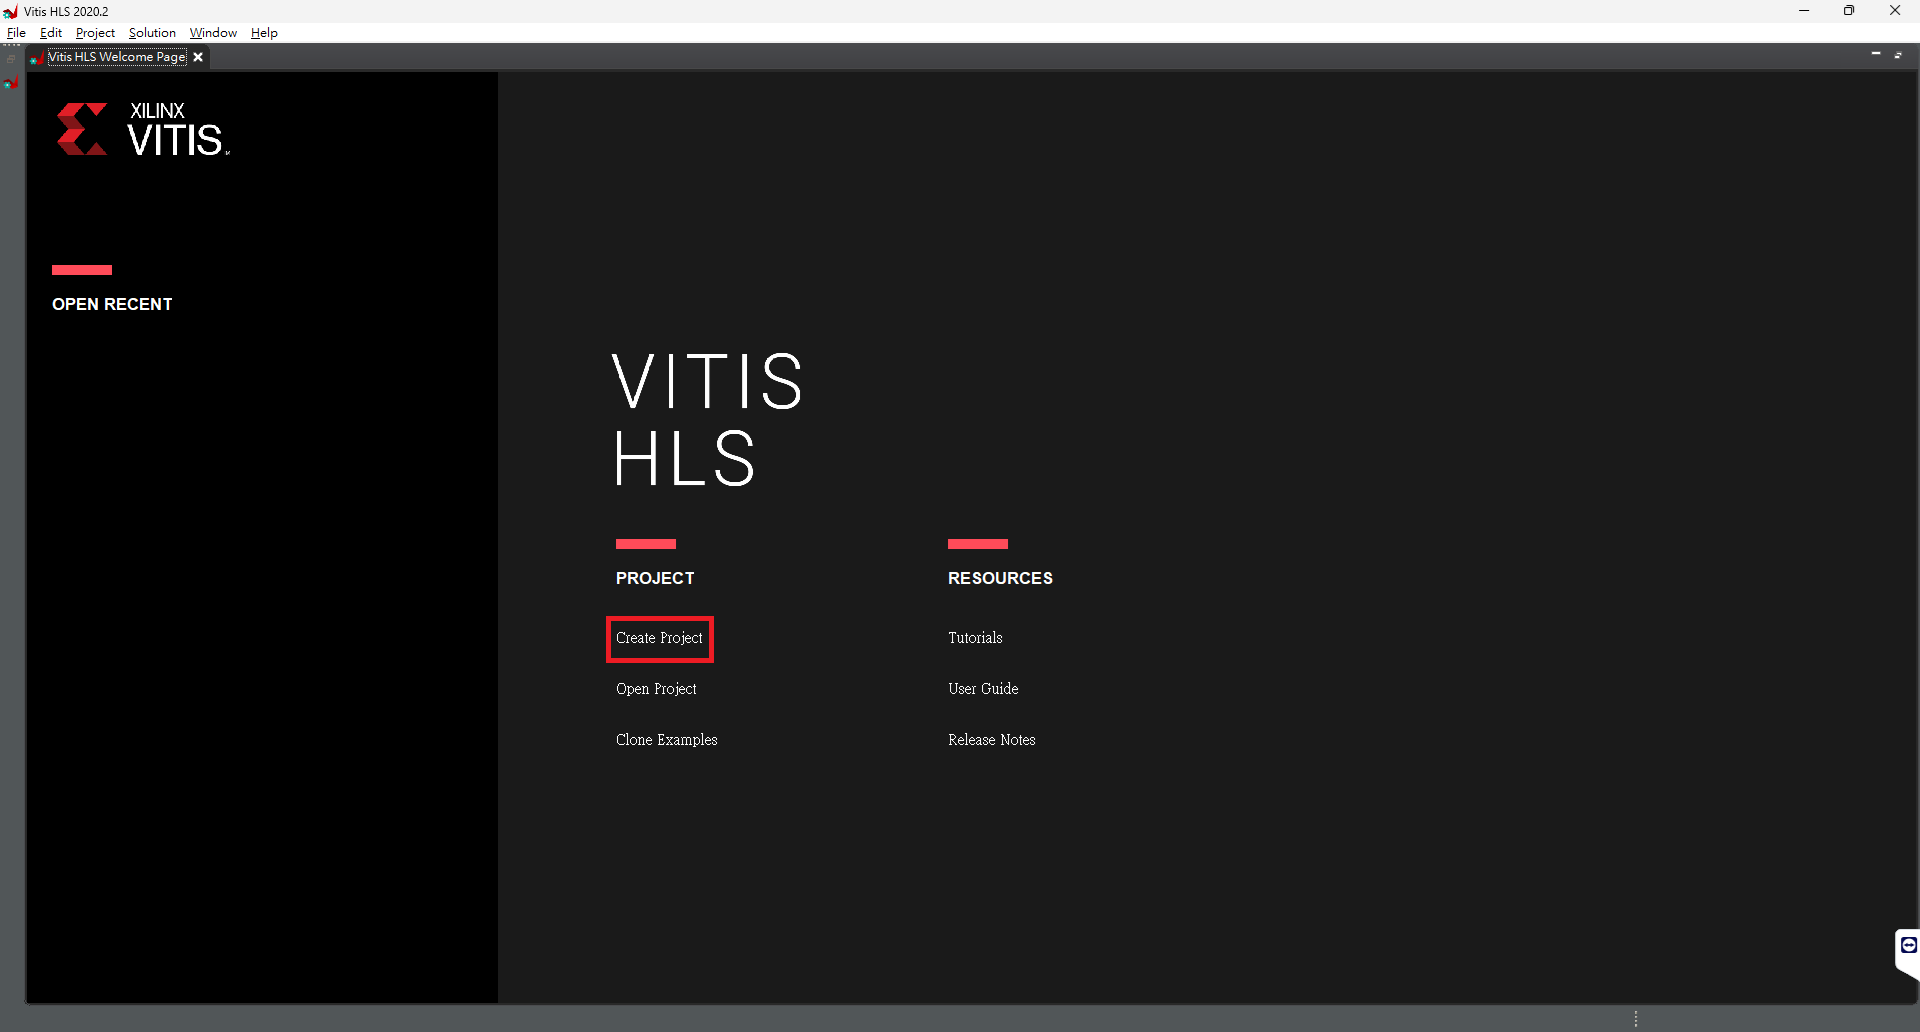 Vitis HLS 2020.2
File Edit Project Solution Window Help
Vitis HLS Welcome Page
XILINX
VITIS
OPEN RECENT
VITIS
HLS
PROJECT
Create Project
Open Project
Clone Examples
RESOURCES
Tutorials
User Guide
Release Notes